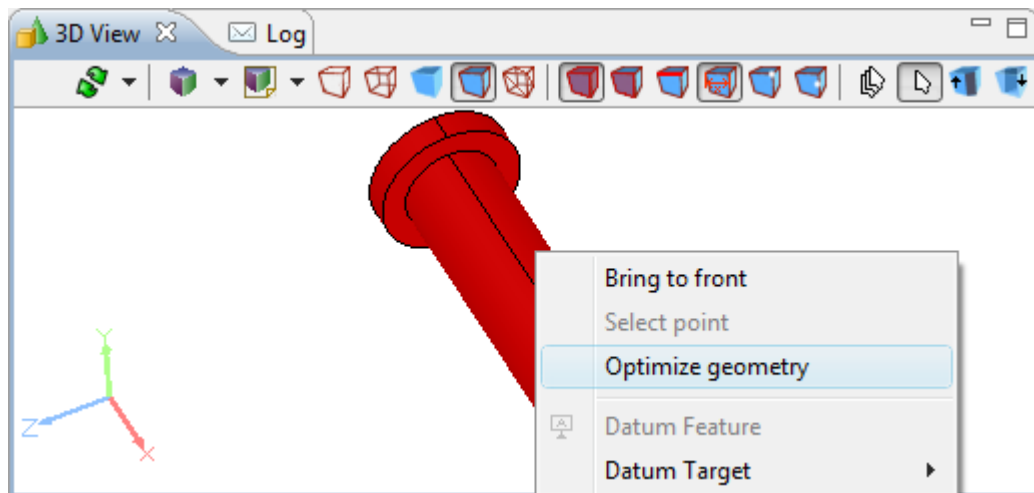 3D View
Log
Bring to front
Select point
Optimize geometry
A
Datum Feature
Datum Target
Y
Z
X